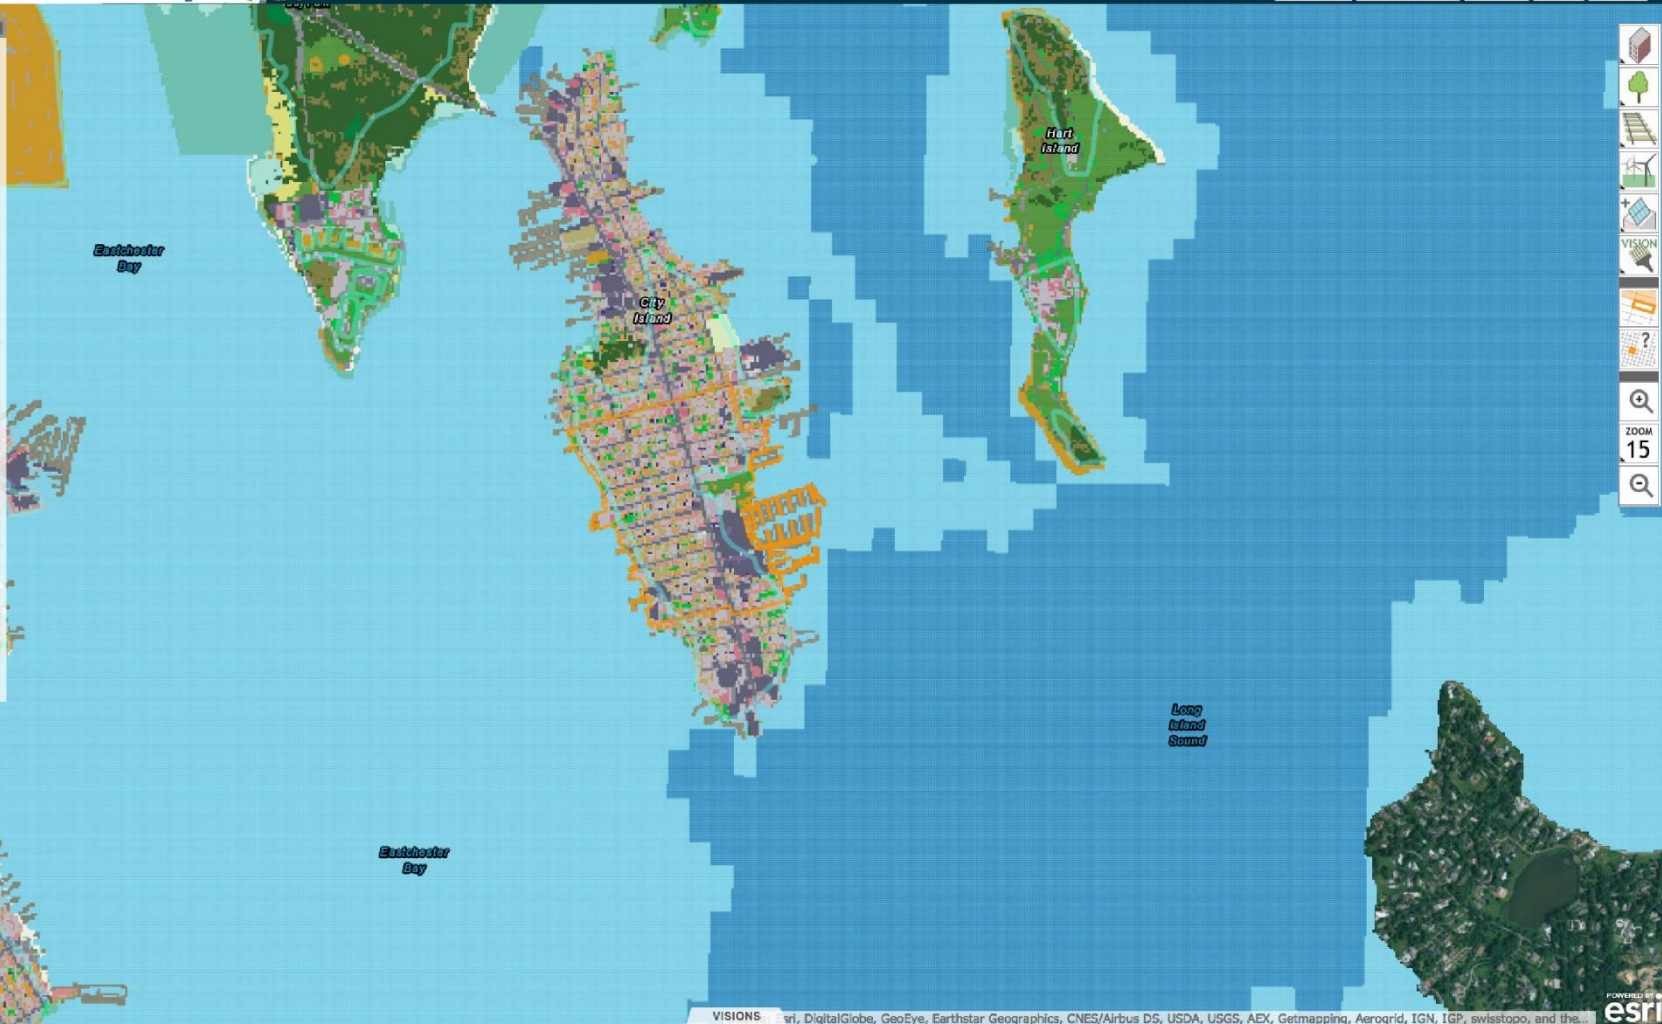 Hart
Island
Eastchester
Bay
City
Island
VISION
?
ZOOM
15
Long
Island
Sound
Eastchester
Bay
POWERED BY
esri
VISIONS
sri, DigitalGlobe, GeoEye, Earthstar Geographics, CNES/Airbus DS, USDA, USGS, AEX, Getmapping, Aerogrid, IGN, IGP, swisstopo, and the...